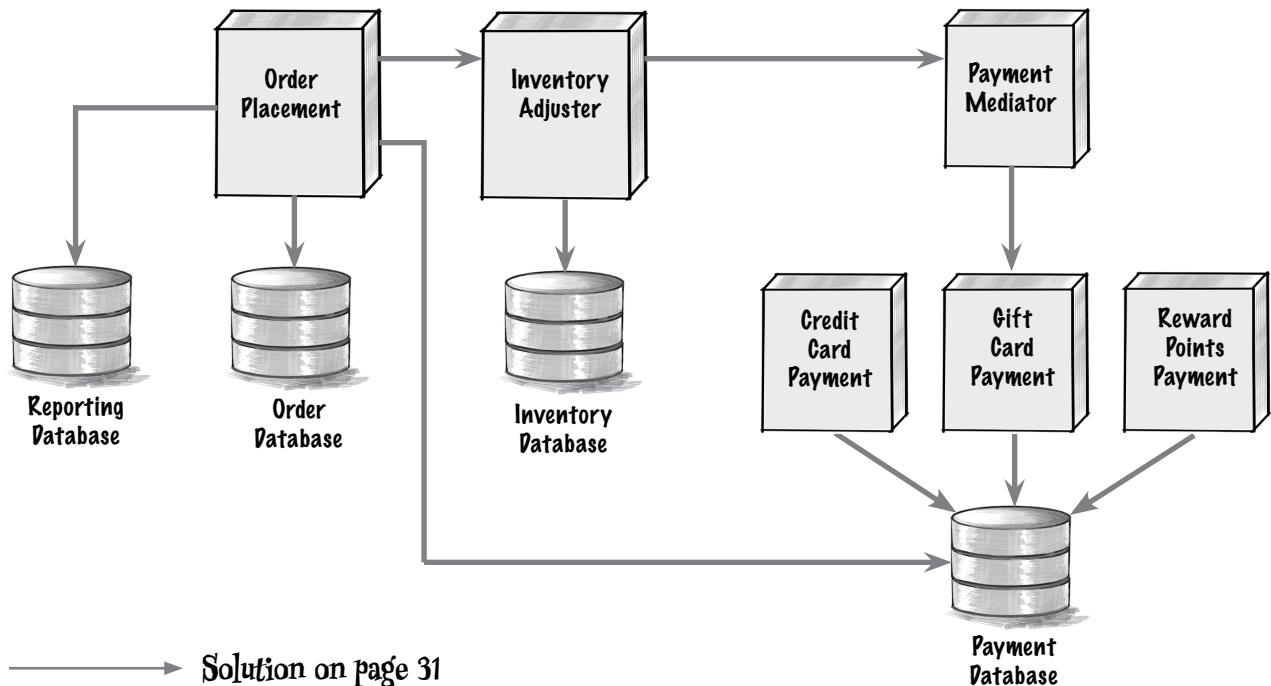 Order
Placement
Inventory
Adjuster
Payment
Mediator
Credit
Card
Payment
Gift
Card
Payment
Reward
Points
Payment
Reporting
Database
Order
Database
Inventory
Database
Payment
Database
Solution on page 31